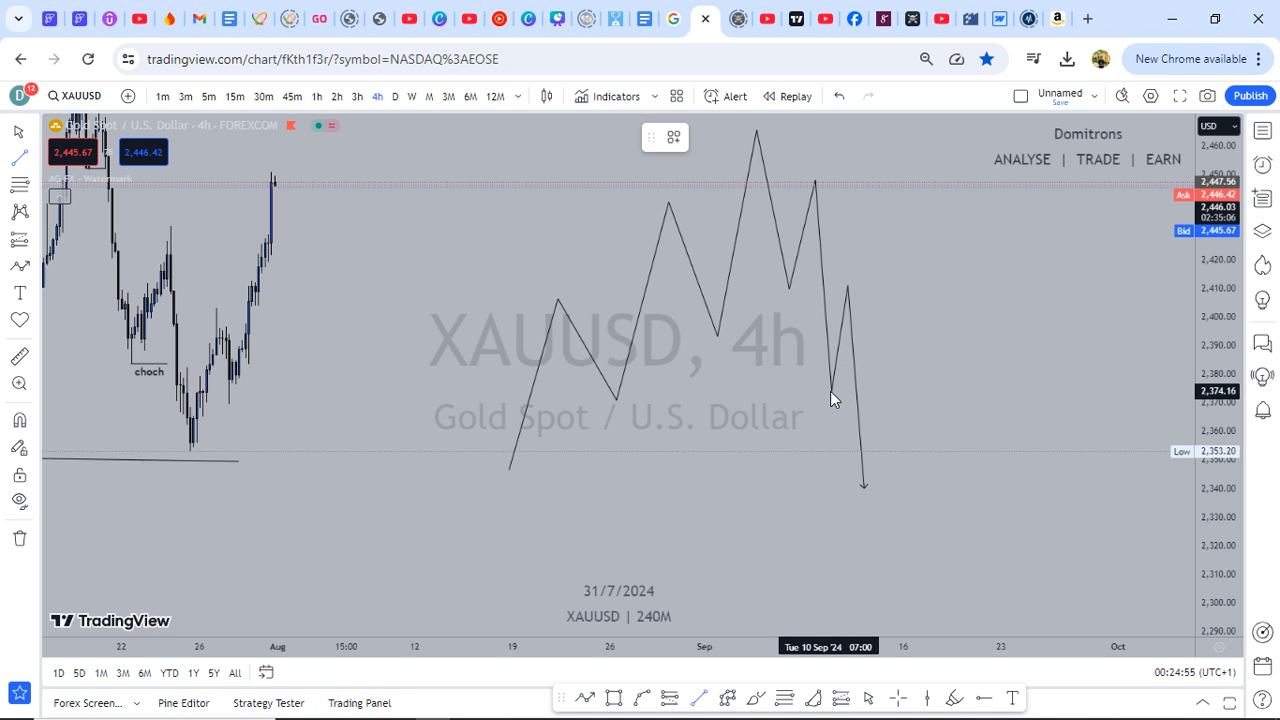 12
tradingview.com/chart/fKth1f3r/?symbol=NASDAQ%3AEOSE
New Chrome available
D
XAUUSD
1m 3m 5m 15m 30m 45m 1h 2h 3h 4h D W M 3M 6M 12M
Indicators
Alert
Replay
Unnamed
Save
Publish
Gold Spot / U.S. Dollar · 4h · FOREXCOM
USD
Domitrons
ANALYSE | TRADE | EARN
2,445.67
2,446.42
2,460.00
2,447.56
Ask 2,446.42
2,446.03
02:35:06
Bid 2,445.67
2,420.00
2,410.00
2,400.00
2,390.00
2,380.00
2,374.16
2,370.00
2,360.00
Low 2,353.20
2,340.00
2,330.00
2,320.00
2,310.00
2,300.00
2,290.00
XAUUSD, 4h
Gold Spot / U.S. Dollar
choch
31/7/2024
XAUUSD | 240M
TradingView
22 26 Aug 15:00 12 19 26 Sep Tue 10 Sep '24 07:00 16 23 Oct
1D 5D 1M 3M 6M YTD 1Y 5Y All
00:24:55 (UTC+1)
Forex Screen...
Pine Editor
Strategy Tester
Trading Panel